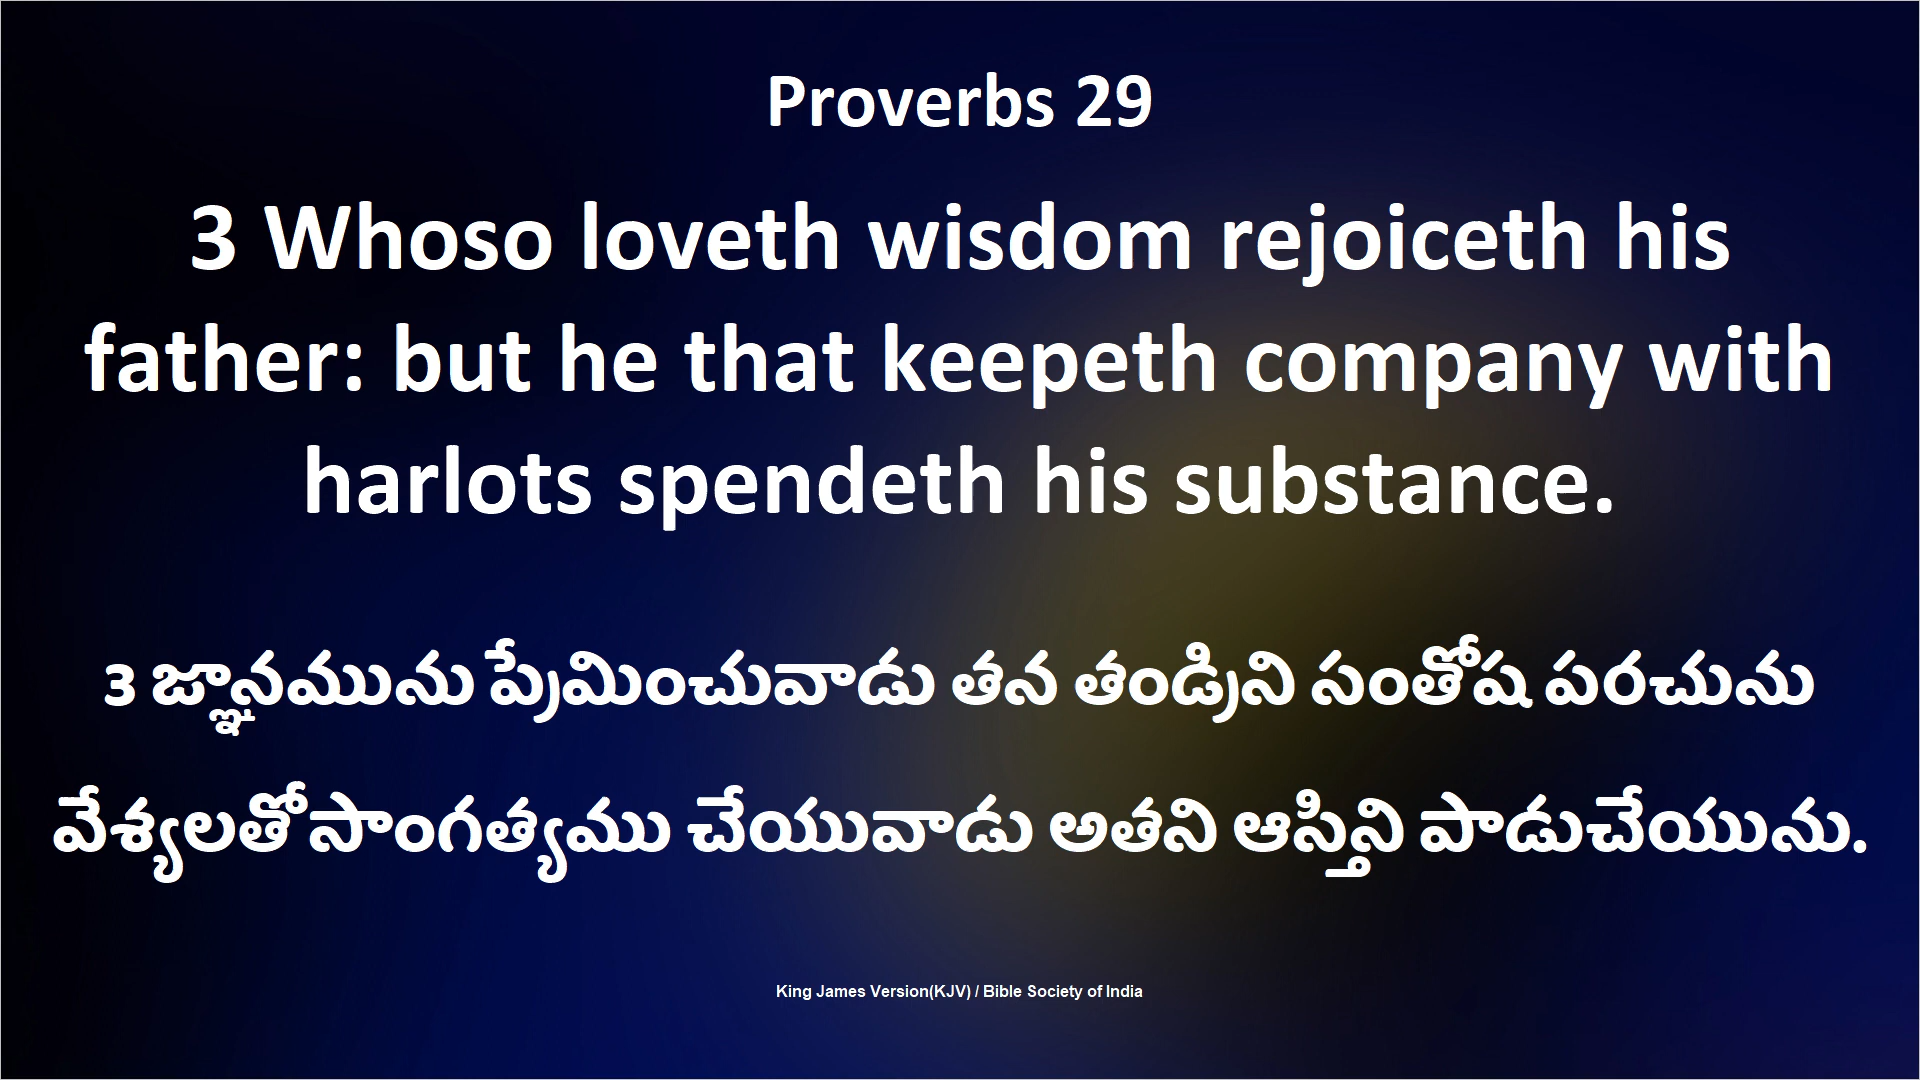 Proverbs 29
3 Whoso loveth wisdom rejoiceth his
father: but he that keepeth company with
harlots spendeth his substance.
3 జ్ఞానమును ప్రేమించువాడు తన తండ్రిని సంతోష పరచును
వేశ్యలతోసాంగత్యము చేయువాడు అతని ఆస్తిని పాడుచేయును.
King James Version(KJV) / Bible Society of India